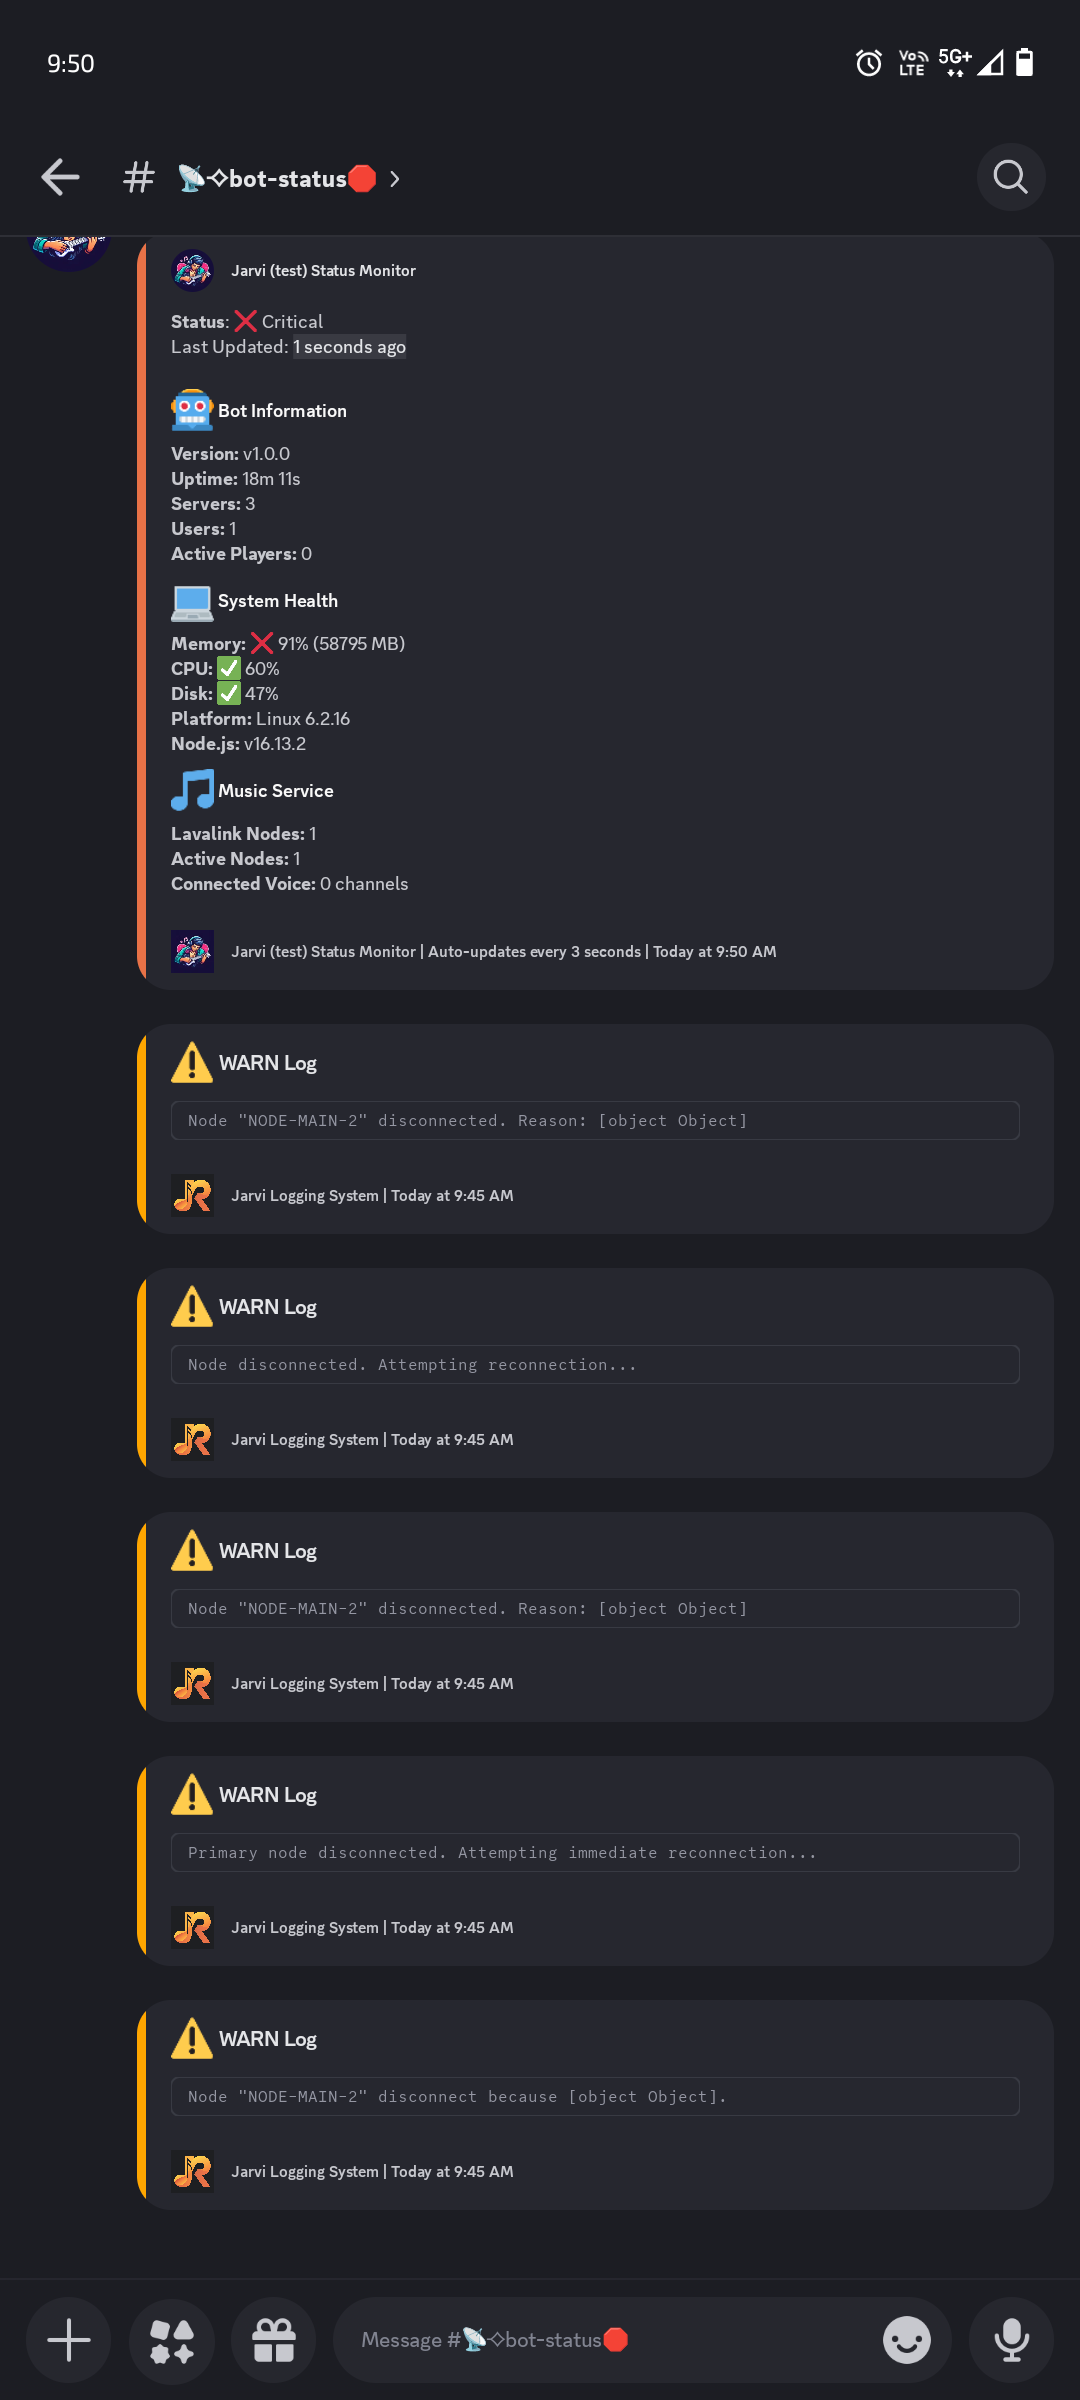 9:50
Vo LTE 5G+
# 📡✧bot-status🛑 >
Jarvi (test) Status Monitor
Status: ❌ Critical
Last Updated: 1 seconds ago
🤖 Bot Information
Version: v1.0.0
Uptime: 18m 11s
Servers: 3
Users: 1
Active Players: 0
💻 System Health
Memory: ❌ 91% (58795 MB)
CPU: ✅ 60%
Disk: ✅ 47%
Platform: Linux 6.2.16
Node.js: v16.13.2
🎵 Music Service
Lavalink Nodes: 1
Active Nodes: 1
Connected Voice: 0 channels
Jarvi (test) Status Monitor | Auto-updates every 3 seconds | Today at 9:50 AM
⚠️ WARN Log
Node "NODE-MAIN-2" disconnected. Reason: [object Object]
Jarvi Logging System | Today at 9:45 AM
⚠️ WARN Log
Node disconnected. Attempting reconnection...
Jarvi Logging System | Today at 9:45 AM
⚠️ WARN Log
Node "NODE-MAIN-2" disconnected. Reason: [object Object]
Jarvi Logging System | Today at 9:45 AM
⚠️ WARN Log
Primary node disconnected. Attempting immediate reconnection...
Jarvi Logging System | Today at 9:45 AM
⚠️ WARN Log
Node "NODE-MAIN-2" disconnect because [object Object].
Jarvi Logging System | Today at 9:45 AM
Message #📡✧bot-status🛑